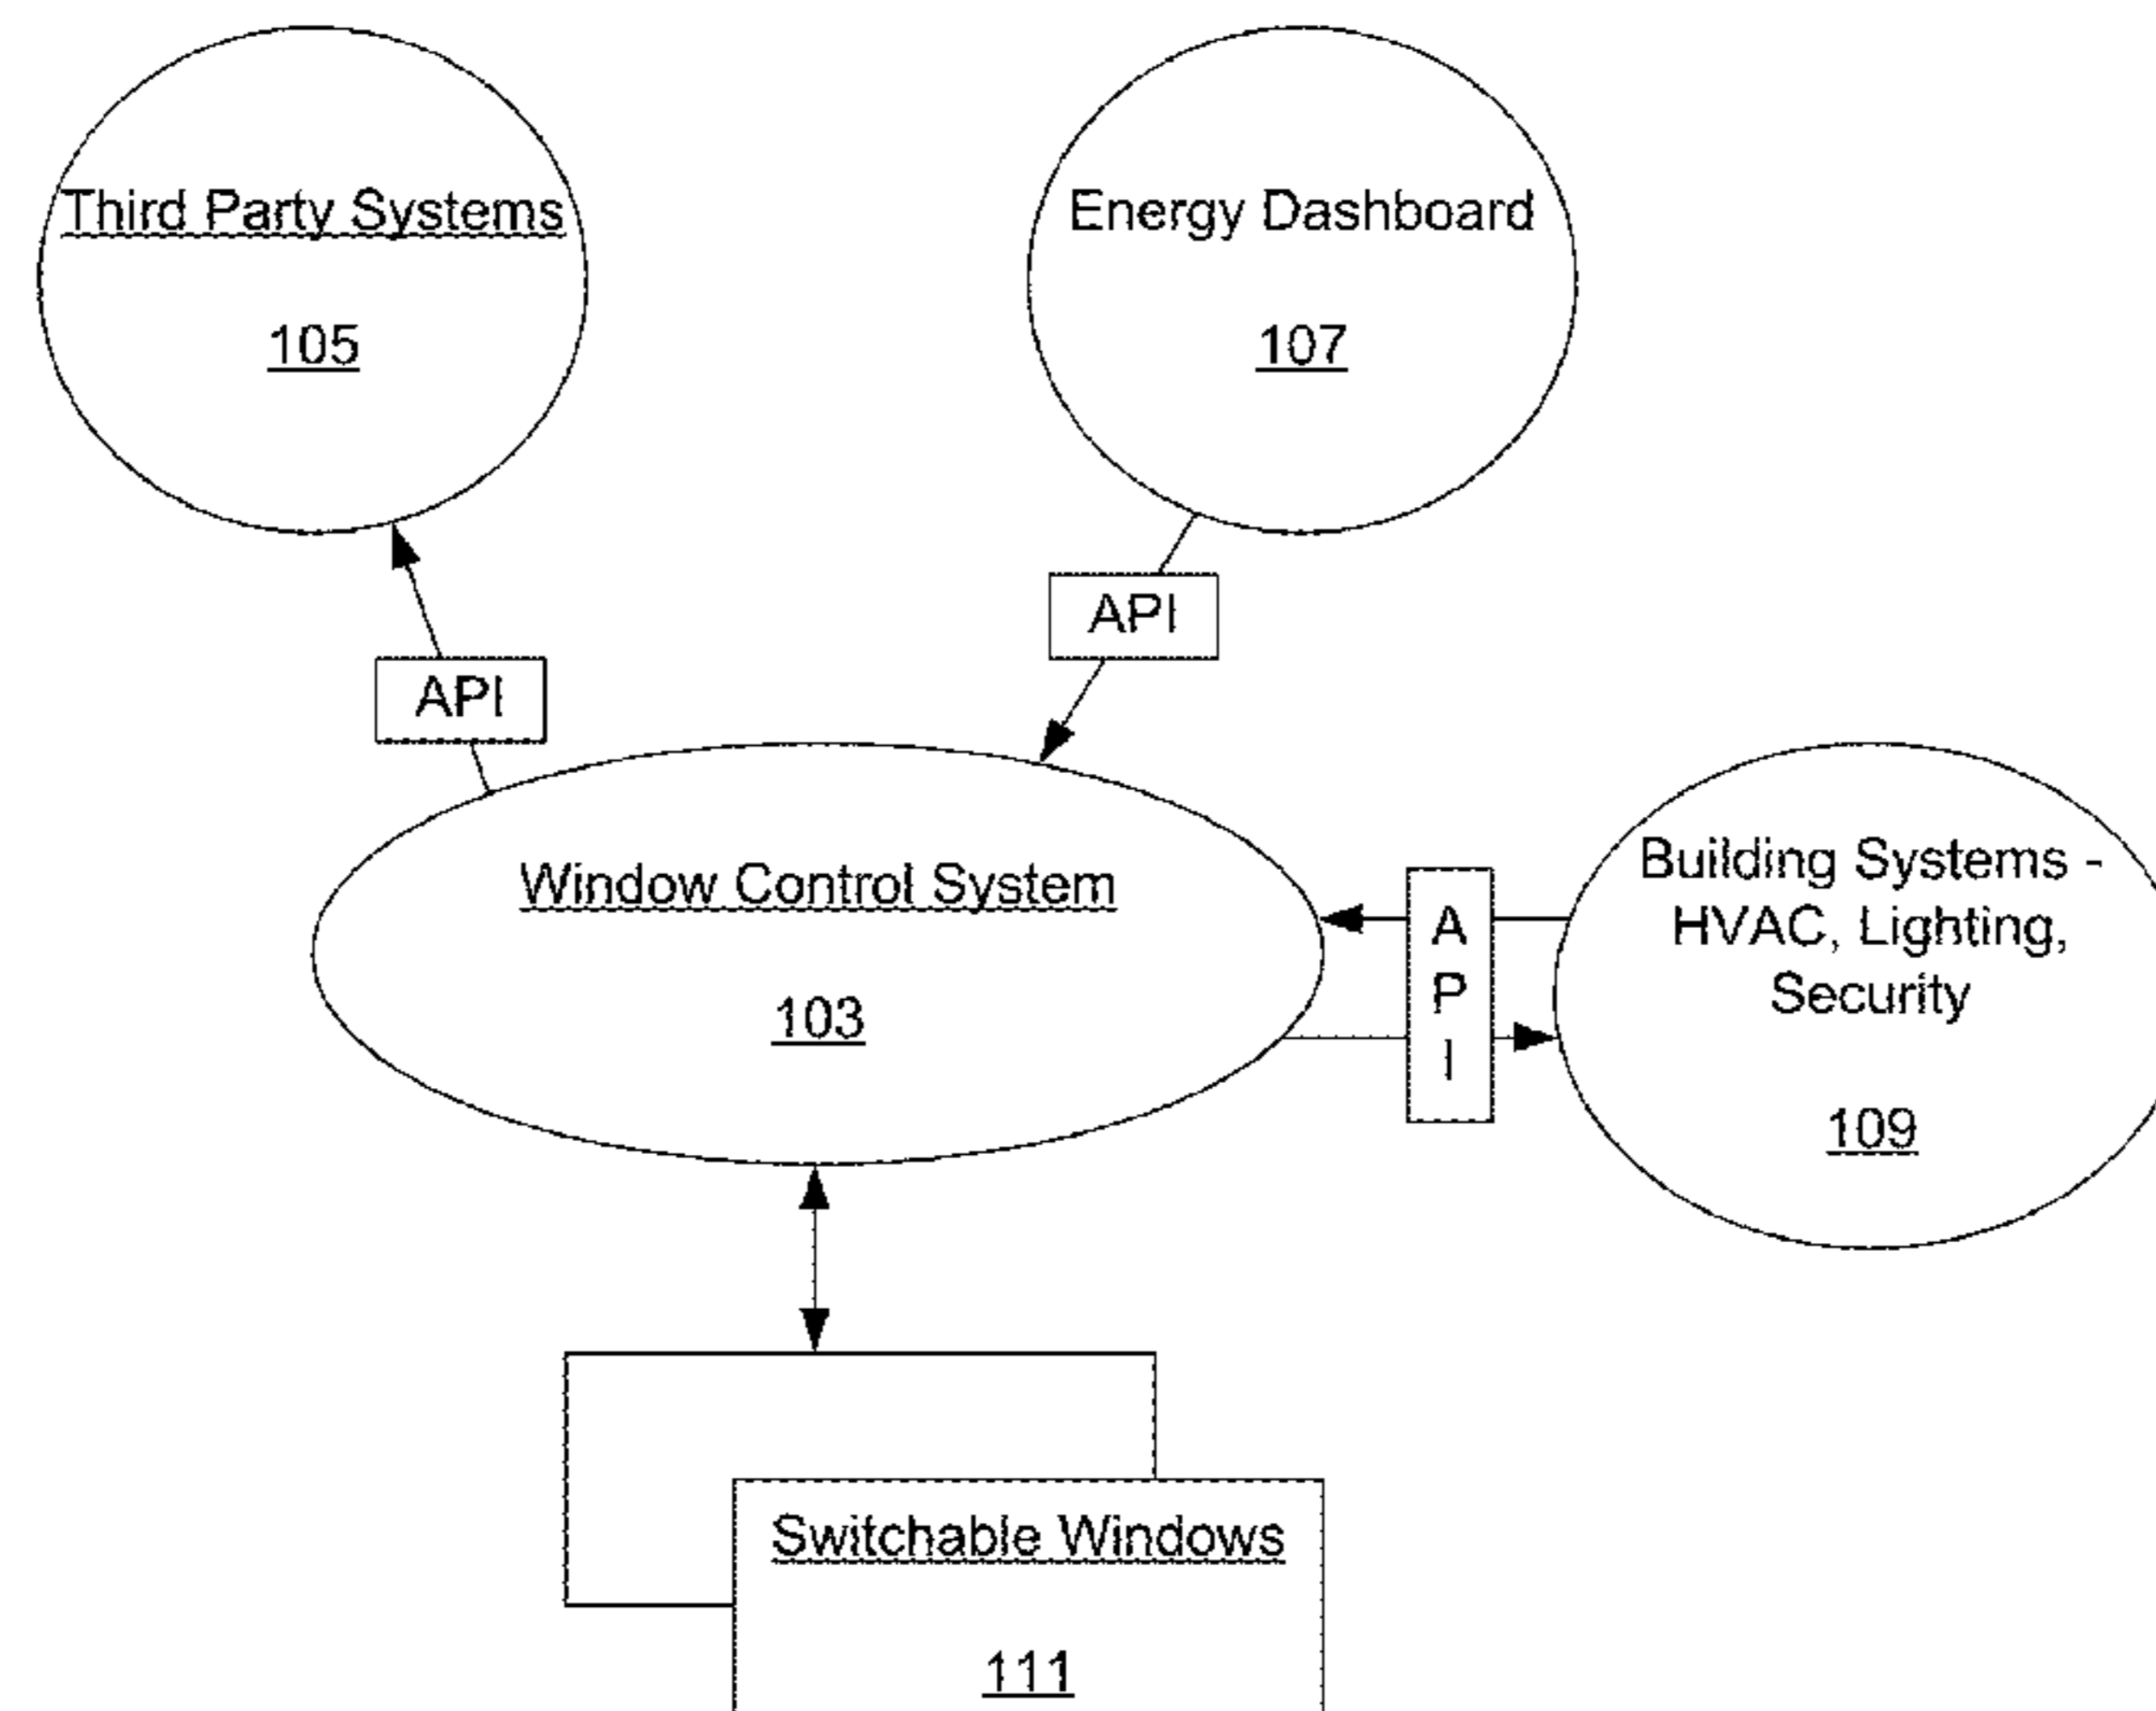 Third Party Systems
105
Energy Dashboard
107
API
API
Window Control System
103
A
P
I
Building Systems -
HVAC, Lighting,
Security
109
Switchable Windows
111